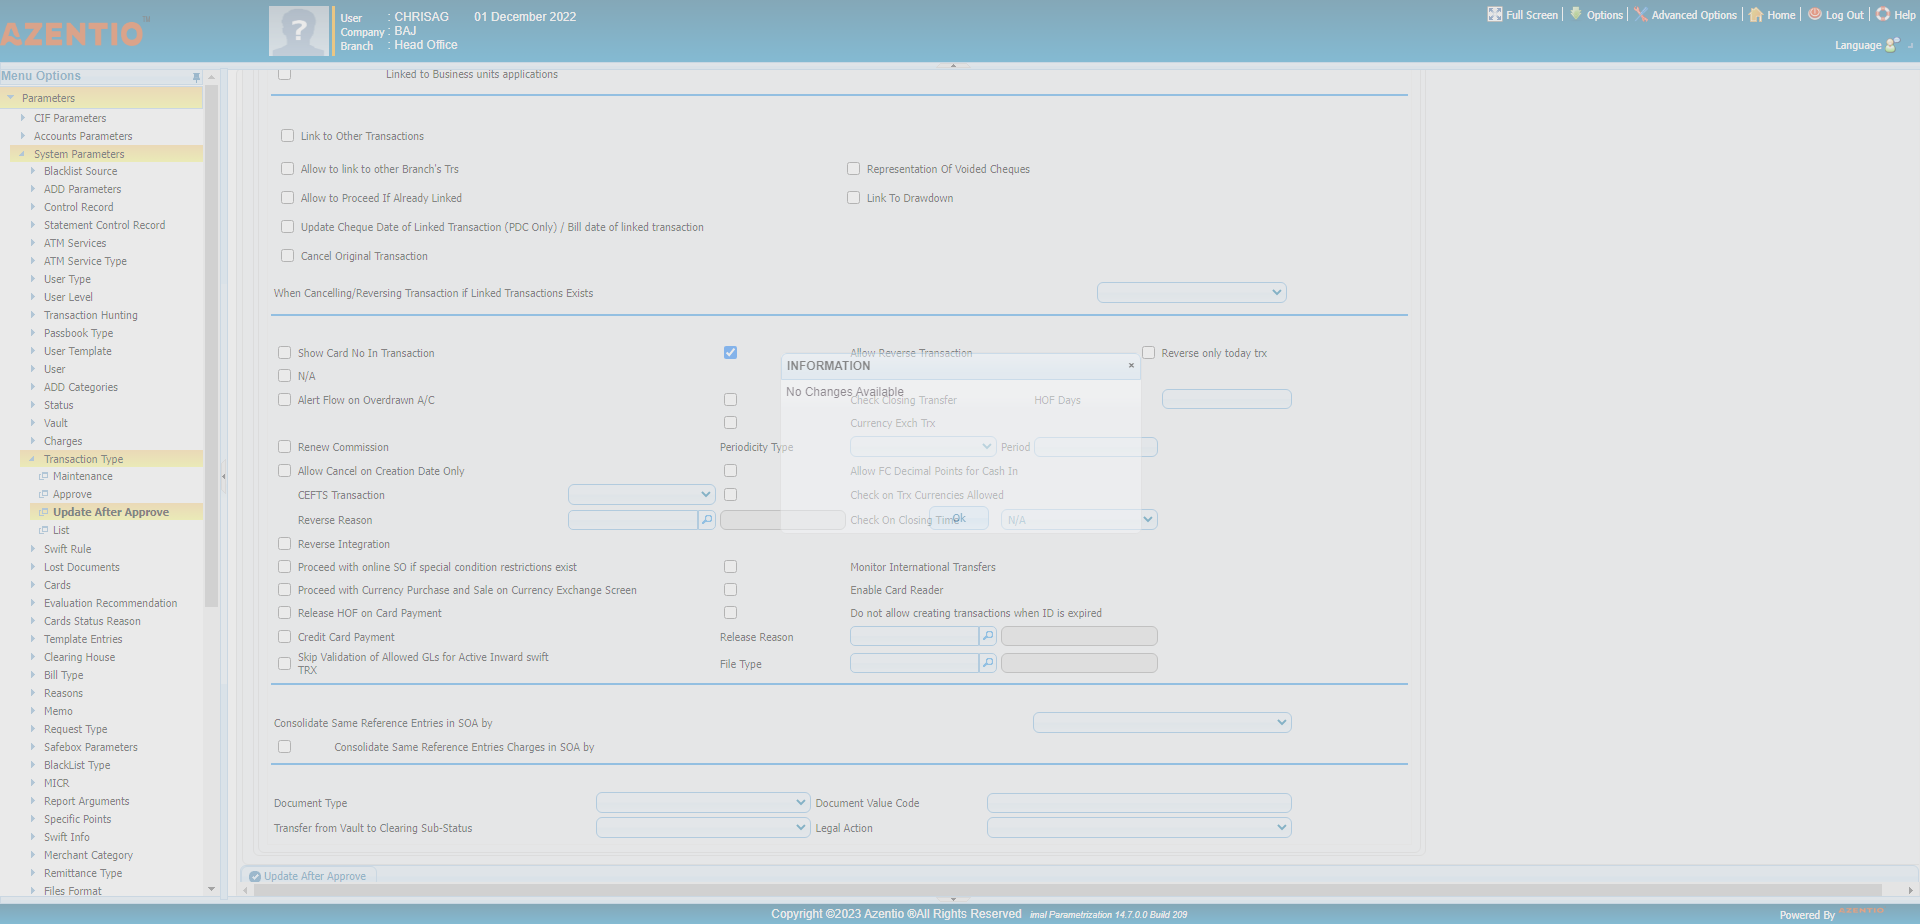 AZENTIO
TM
User : CHRISAG 01 December 2022
Company : BAJ
Branch : Head Office
Full Screen Options Advanced Options Home Log Out Help
Language
Menu Options
Parameters
CIF Parameters
Accounts Parameters
System Parameters
Blacklist Source
ADD Parameters
Control Record
Statement Control Record
ATM Services
ATM Service Type
User Type
User Level
Transaction Hunting
Passbook Type
User Template
User
ADD Categories
Status
Vault
Charges
Transaction Type
Maintenance
Approve
Update After Approve
List
Swift Rule
Lost Documents
Cards
Evaluation Recommendation
Cards Status Reason
Template Entries
Clearing House
Bill Type
Reasons
Memo
Request Type
Safebox Parameters
BlackList Type
MICR
Report Arguments
Specific Points
Swift Info
Merchant Category
Remittance Type
Files Format
Linked to Business units applications
Link to Other Transactions
Allow to link to other Branch's Trs Representation Of Voided Cheques
Allow to Proceed If Already Linked Link To Drawdown
Update Cheque Date of Linked Transaction (PDC Only) / Bill date of linked transaction
Cancel Original Transaction
When Cancelling/Reversing Transaction if Linked Transactions Exists
Show Card No In Transaction Allow Reverse Transaction Reverse only today trx
INFORMATION ×
N/A
No Changes Available
Alert Flow on Overdrawn A/C Check Closing Transfer HOF Days
Currency Exch Trx
Renew Commission Periodicity Type Period
Allow Cancel on Creation Date Only Allow FC Decimal Points for Cash In
CEFTS Transaction Check on Trx Currencies Allowed
Reverse Reason Check On Closing Time N/A
Ok
Reverse Integration
Proceed with online SO if special condition restrictions exist Monitor International Transfers
Proceed with Currency Purchase and Sale on Currency Exchange Screen Enable Card Reader
Release HOF on Card Payment Do not allow creating transactions when ID is expired
Credit Card Payment Release Reason
Skip Validation of Allowed GLs for Active Inward swift
TRX File Type
Consolidate Same Reference Entries in SOA by
Consolidate Same Reference Entries Charges in SOA by
Document Type Document Value Code
Transfer from Vault to Clearing Sub-Status Legal Action
Update After Approve
Copyright ©2023 Azentio ®All Rights Reserved imal Parametrization 14.7.0.0 Build 209
Powered By AZENTIO